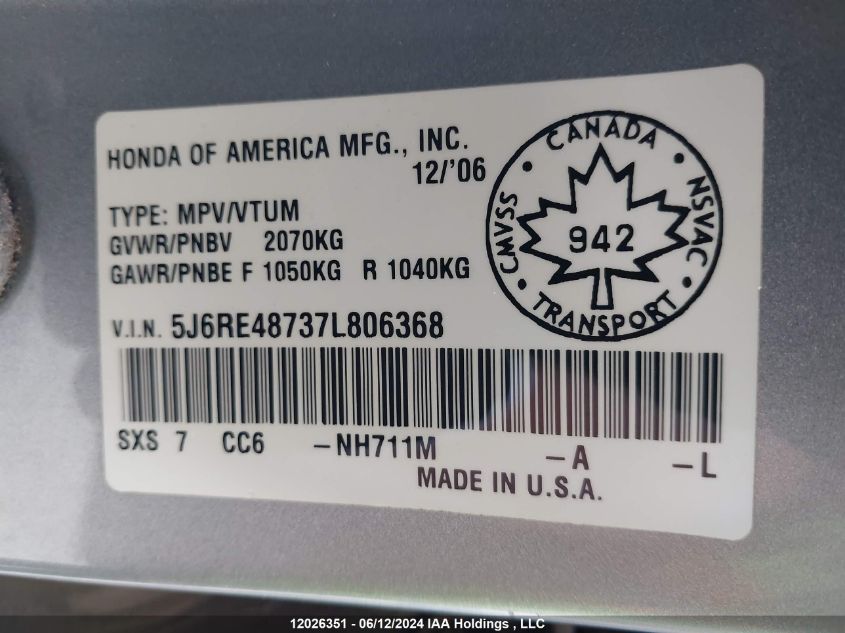 HONDA OF AMERICA MFG., INC.
12/'06
TYPE: MPV/VTUM
GVWR/PNBV 2070KG
GAWR/PNBE F 1050KG R 1040KG
V.I.N. 5J6RE48737L806368
SXS 7 CC6 -NH711M -A -L
MADE IN U.S.A.
CANADA
CMVSS
NSVAC
942
TRANSPORT
12026351 - 06/12/2024 IAA Holdings , LLC